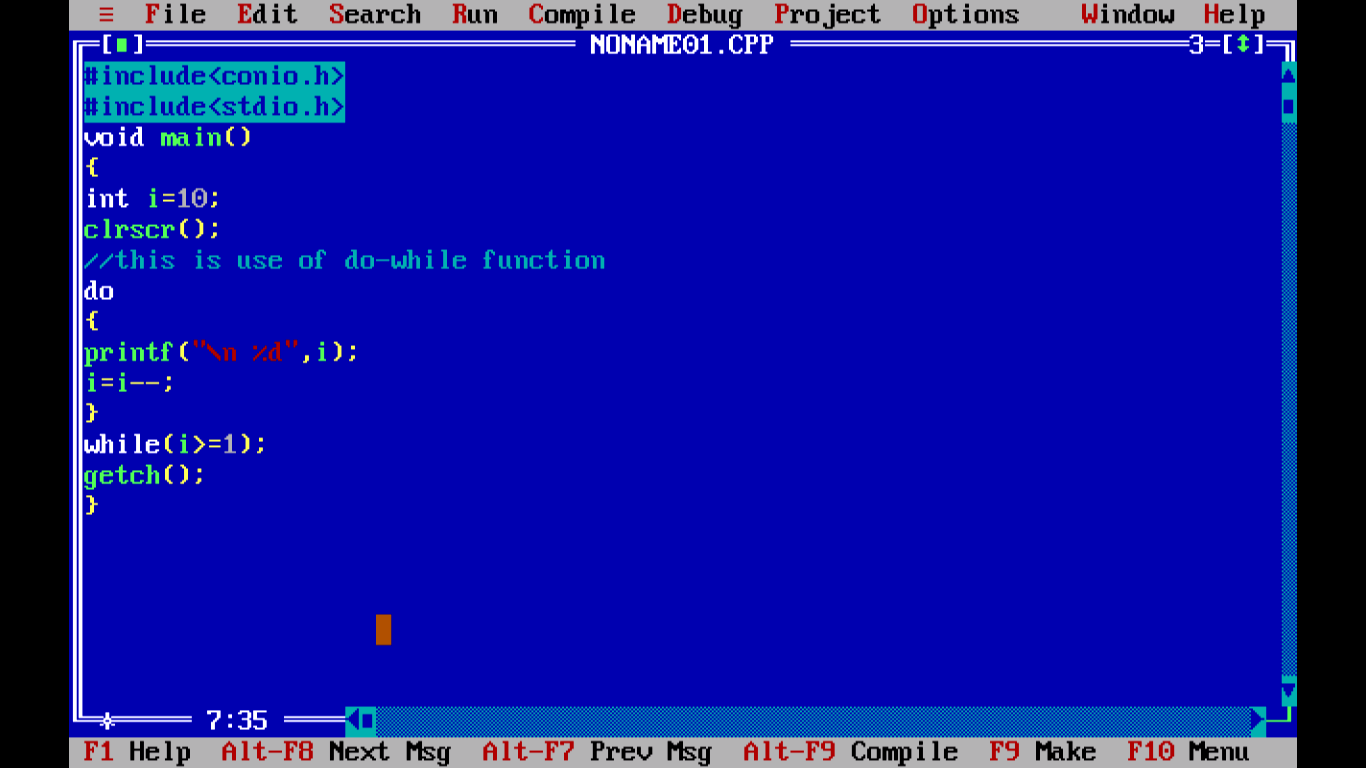 ≡ File Edit Search Run Compile Debug Project Options Window Help
[■] NONAME01.CPP 3=[↕]
#include<conio.h>
#include<stdio.h>
void main()
{
int i=10;
clrscr();
//this is use of do-while function
do
{
printf("\n %d",i);
i=i--;
}
while(i>=1);
getch();
}
7:35
F1 Help Alt-F8 Next Msg Alt-F7 Prev Msg Alt-F9 Compile F9 Make F10 Menu